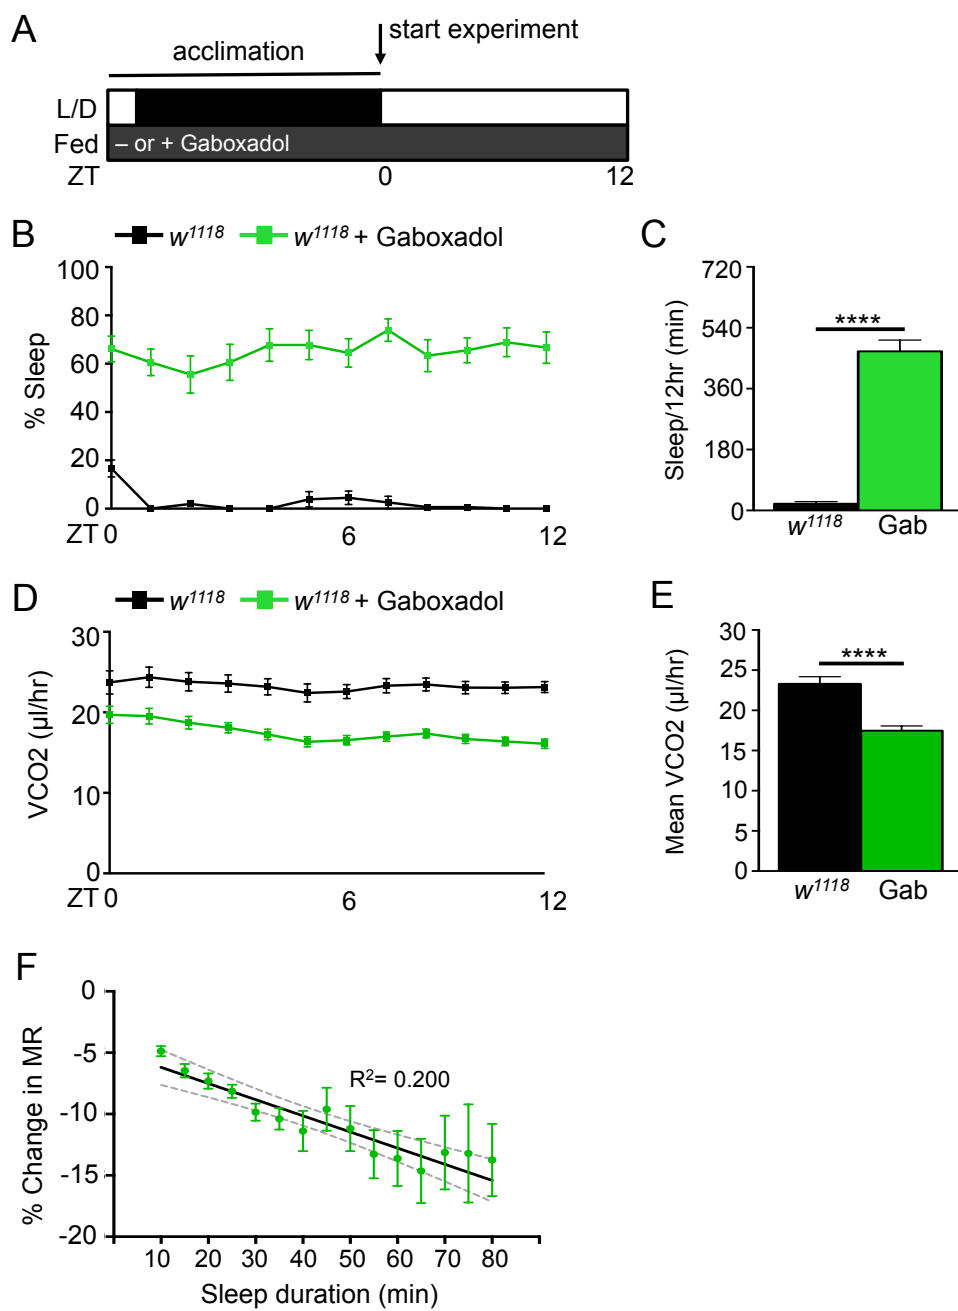 A
start experiment
acclimation
L/D
Fed – or + Gaboxadol
ZT 0 12
B
w1118 w1118 + Gaboxadol
100
80
60
40
20
0
% Sleep
ZT 0 6 12
C
720
540
360
180
0
Sleep/12hr (min)
****
w1118 Gab
D
w1118 w1118 + Gaboxadol
30
20
10
0
VCO2 (µl/hr)
ZT 0 6 12
E
30
25
20
15
10
5
0
Mean VCO2 (µl/hr)
****
w1118 Gab
F
0
-5
-10
-15
-20
% Change in MR
R2= 0.200
10 20 30 40 50 60 70 80
Sleep duration (min)